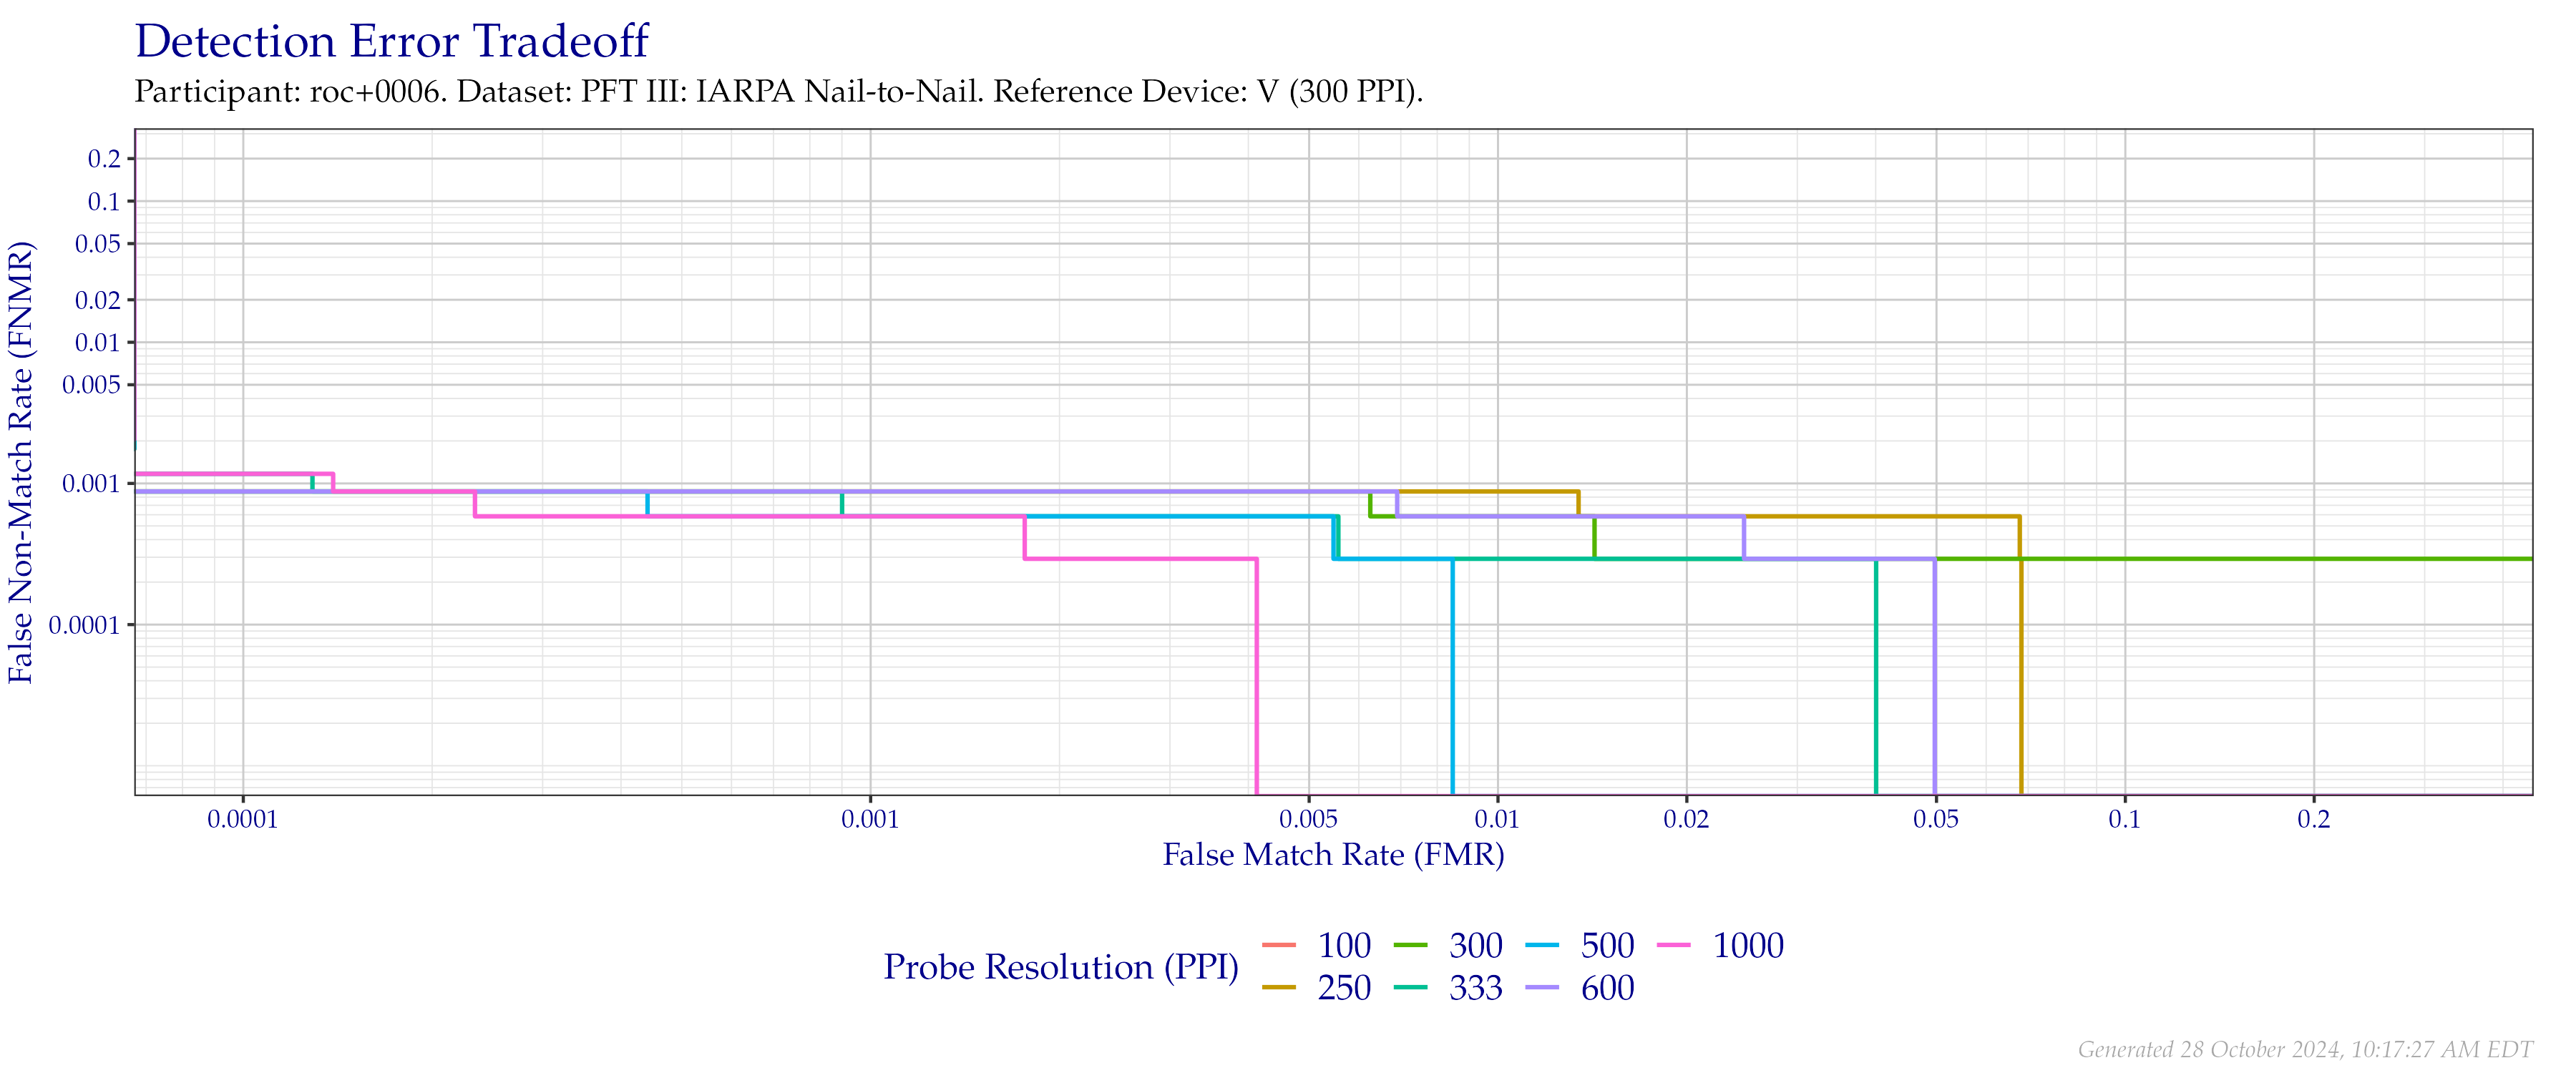 Detection Error Tradeoff
Participant: roc+0006. Dataset: PFT III: IARPA Nail-to-Nail. Reference Device: V (300 PPI).
False Non-Match Rate (FNMR)
0.2
0.1
0.05
0.02
0.01
0.005
0.001
0.0001
0.0001 0.001 0.005 0.01 0.02 0.05 0.1 0.2
False Match Rate (FMR)
Probe Resolution (PPI)
100 300 500 1000
250 333 600
Generated 28 October 2024, 10:17:27 AM EDT